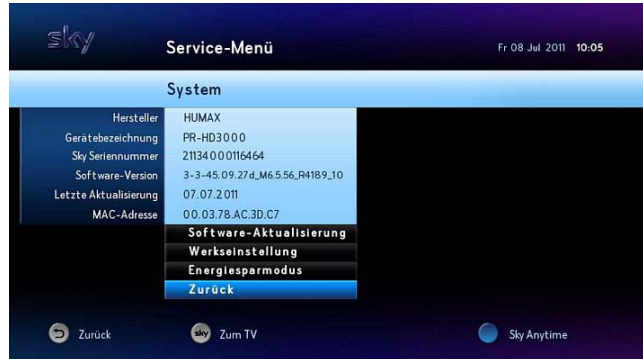 sky
Service-Menü
Fr 08 Jul 2011 10:05
System
Hersteller HUMAX
Gerätebezeichnung PR-HD3000
Sky Seriennummer 21134000116464
Software-Version 3-3-45.09.27d_M6.5.56_R4189_10
Letzte Aktualisierung 07.07.2011
MAC-Adresse 00.03.78.AC.3D.C7
Software-Aktualisierung
Werkseinstellung
Energiesparmodus
Zurück
Zurück
sky Zum TV
Sky Anytime